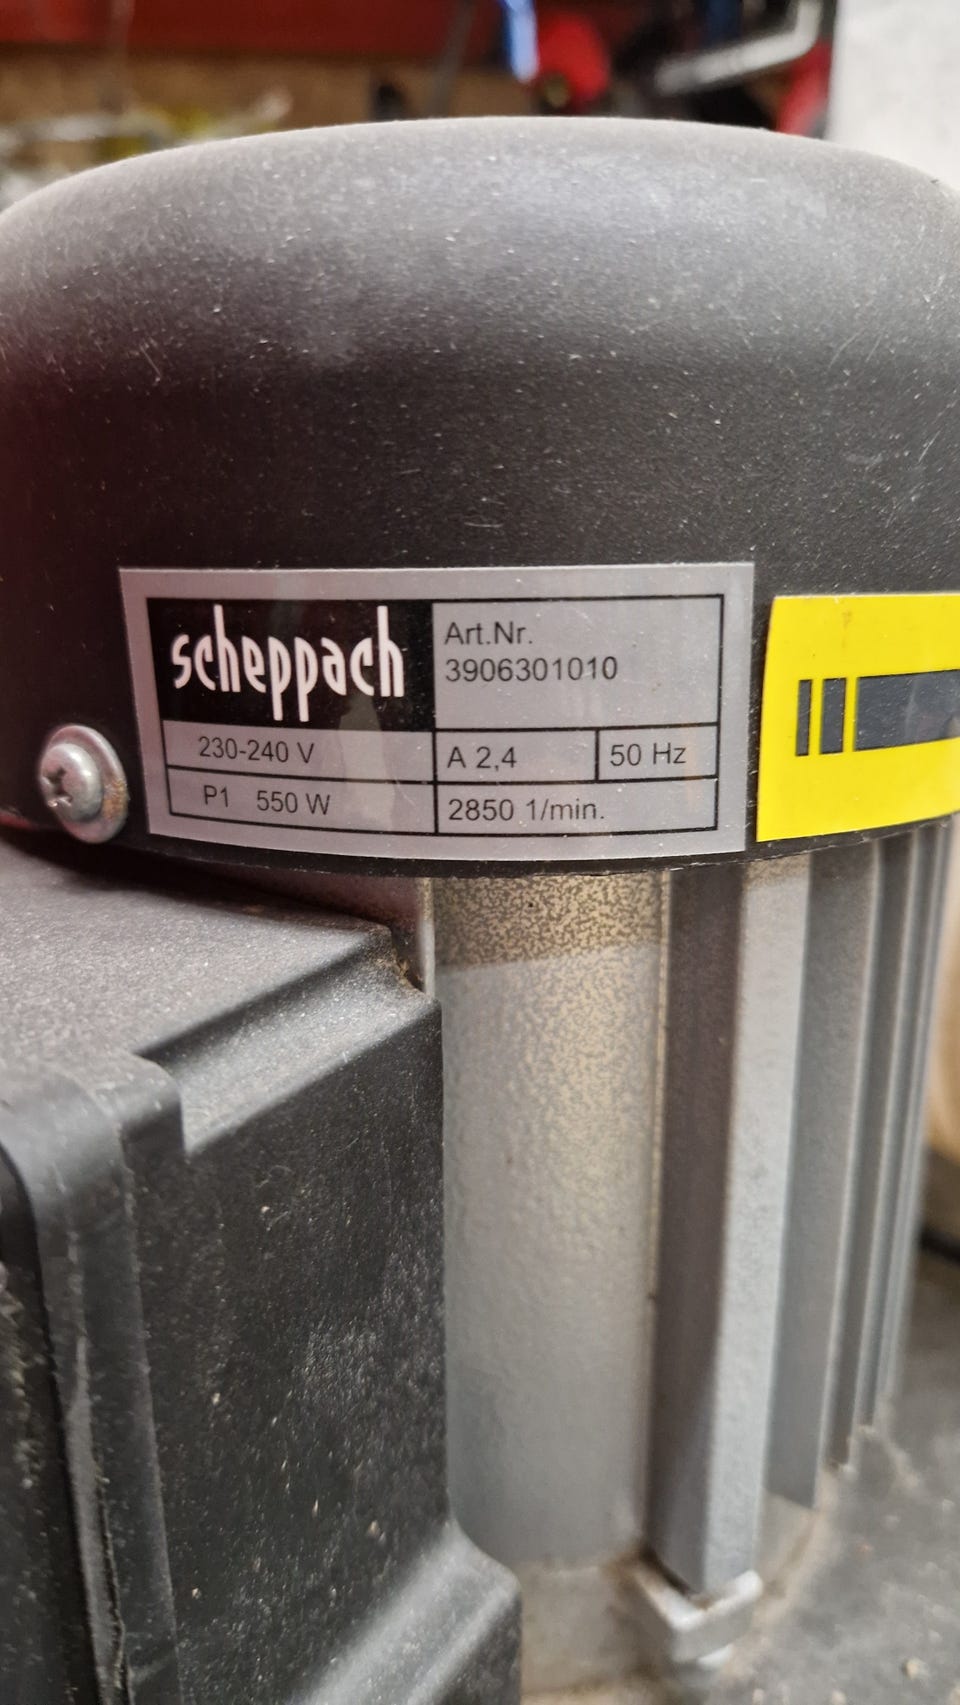 scheppach
Art.Nr.
3906301010
230-240 V
A 2,4
50 Hz
P1 550 W
2850 1/min.